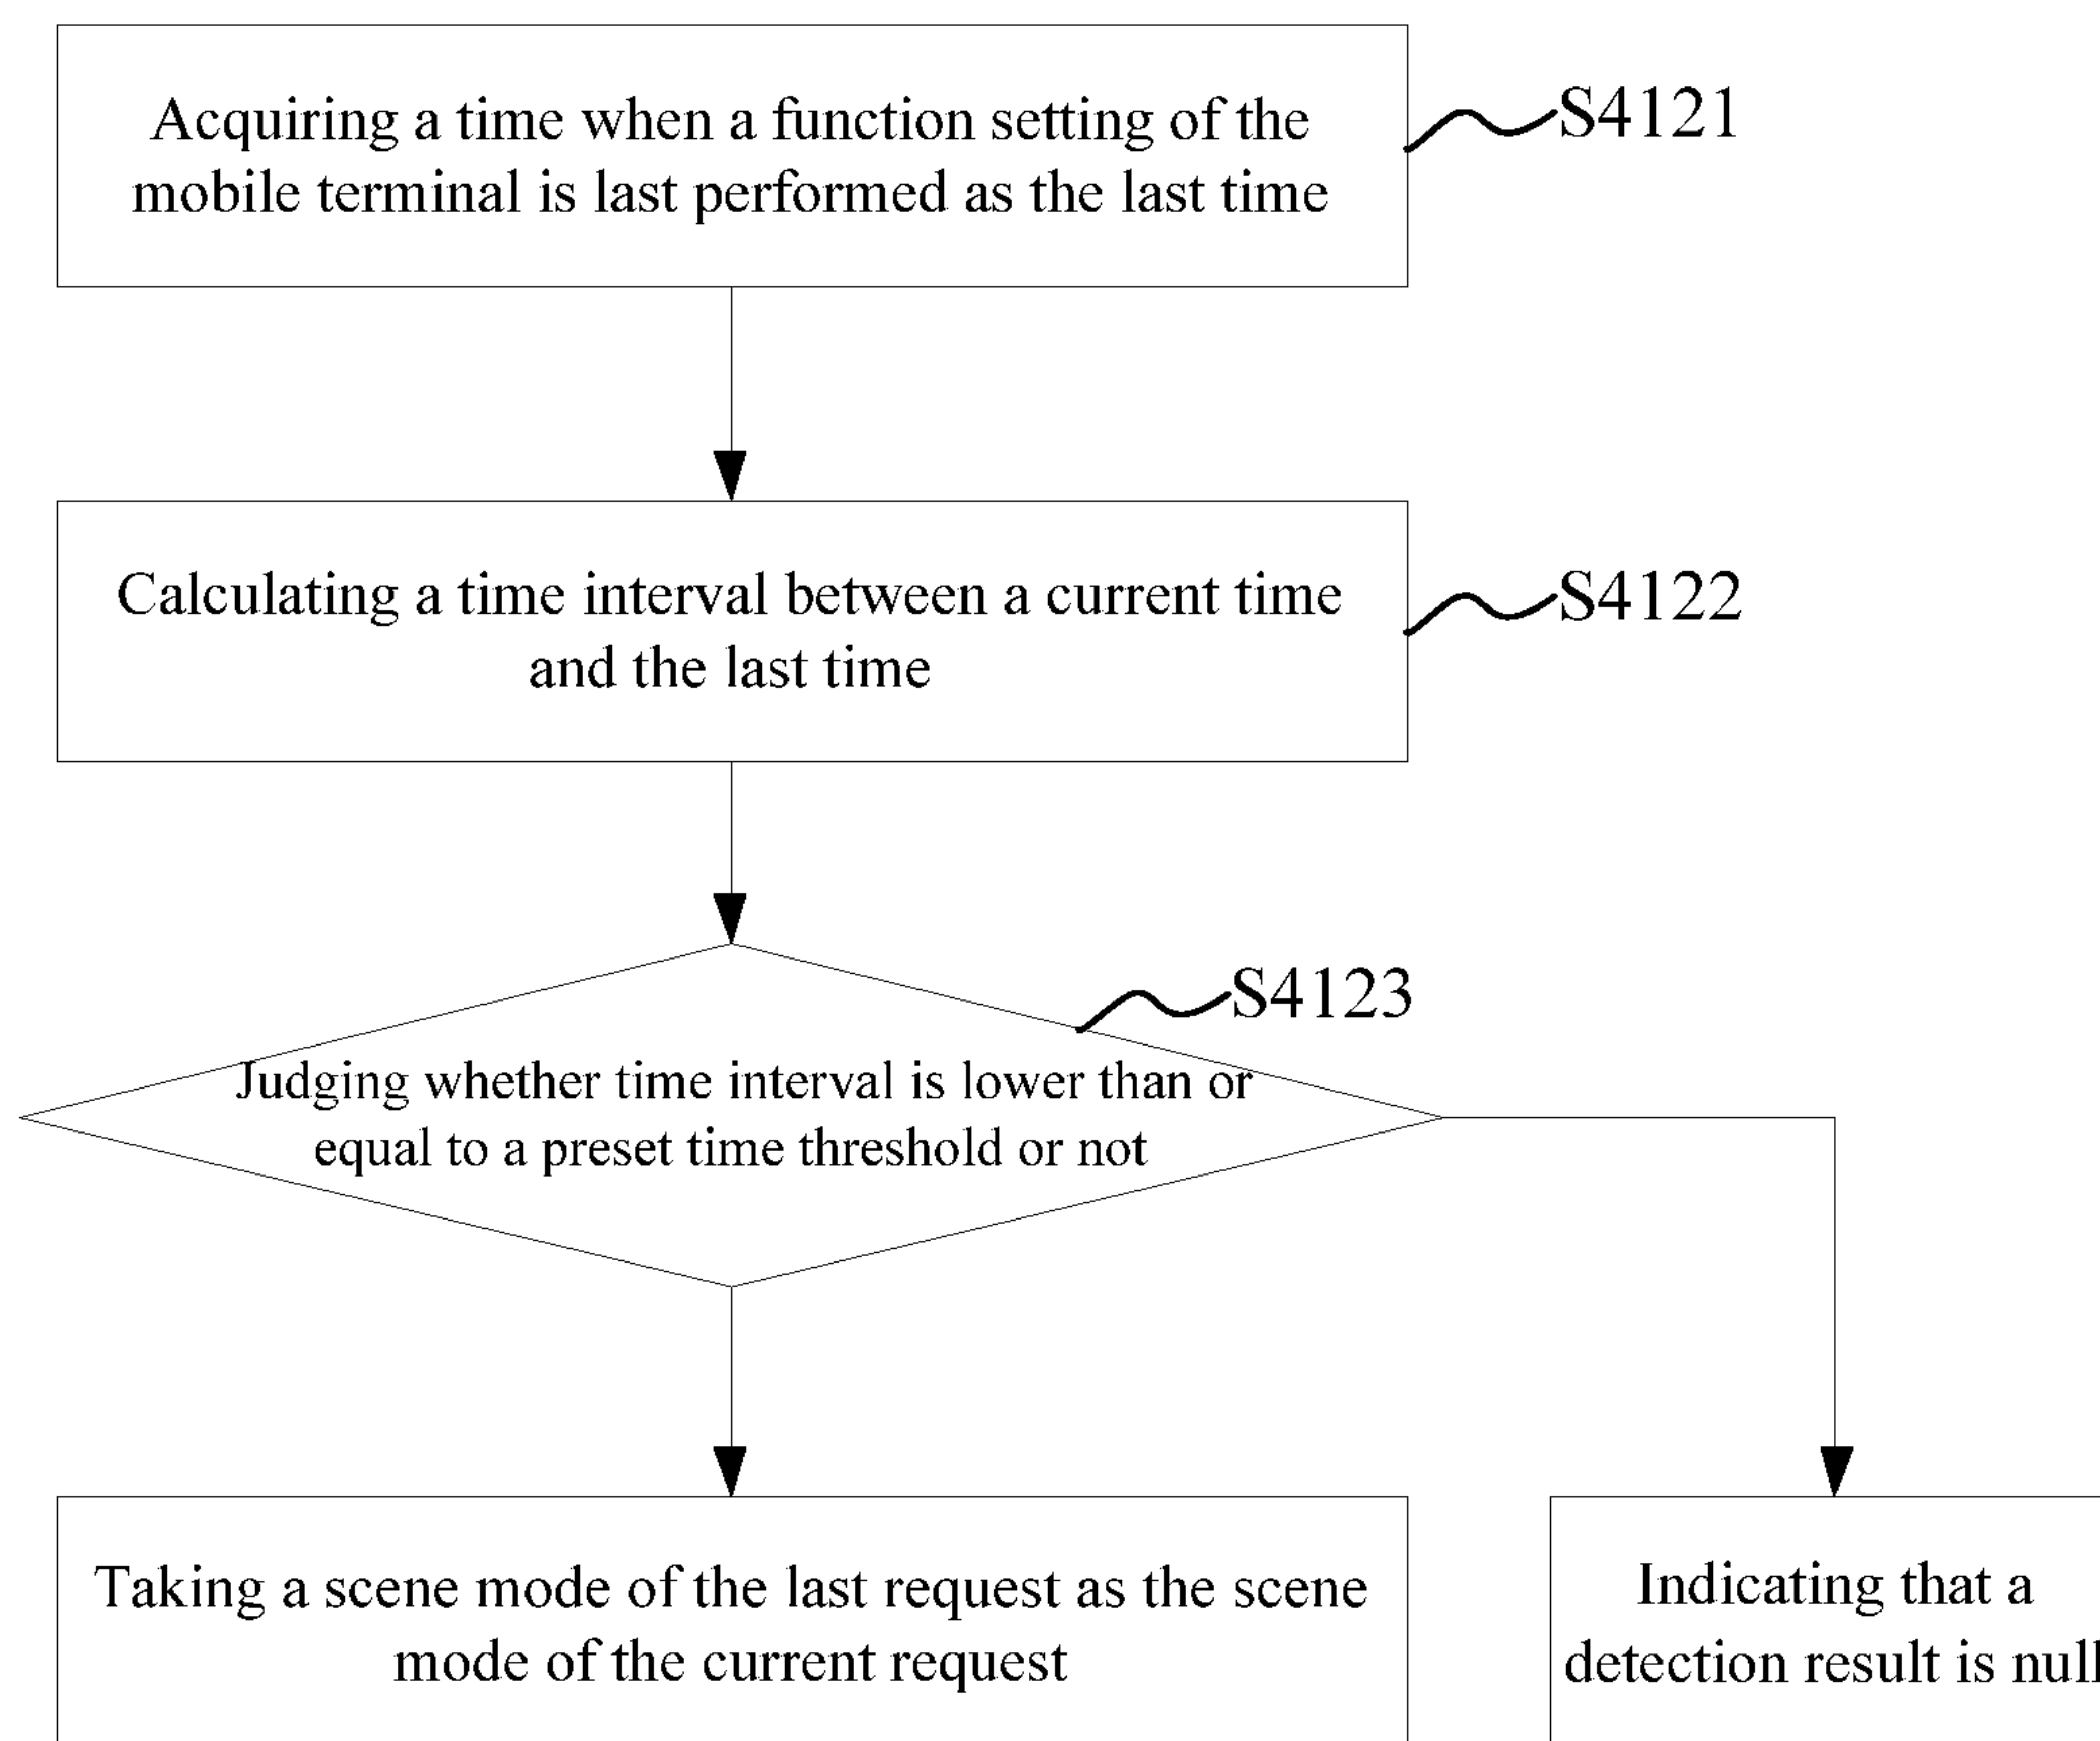 Acquiring a time when a function setting of the
mobile terminal is last performed as the last time
S4121
Calculating a time interval between a current time
and the last time
S4122
S4123
Judging whether time interval is lower than or
equal to a preset time threshold or not
Taking a scene mode of the last request as the scene
mode of the current request
Indicating that a
detection result is null